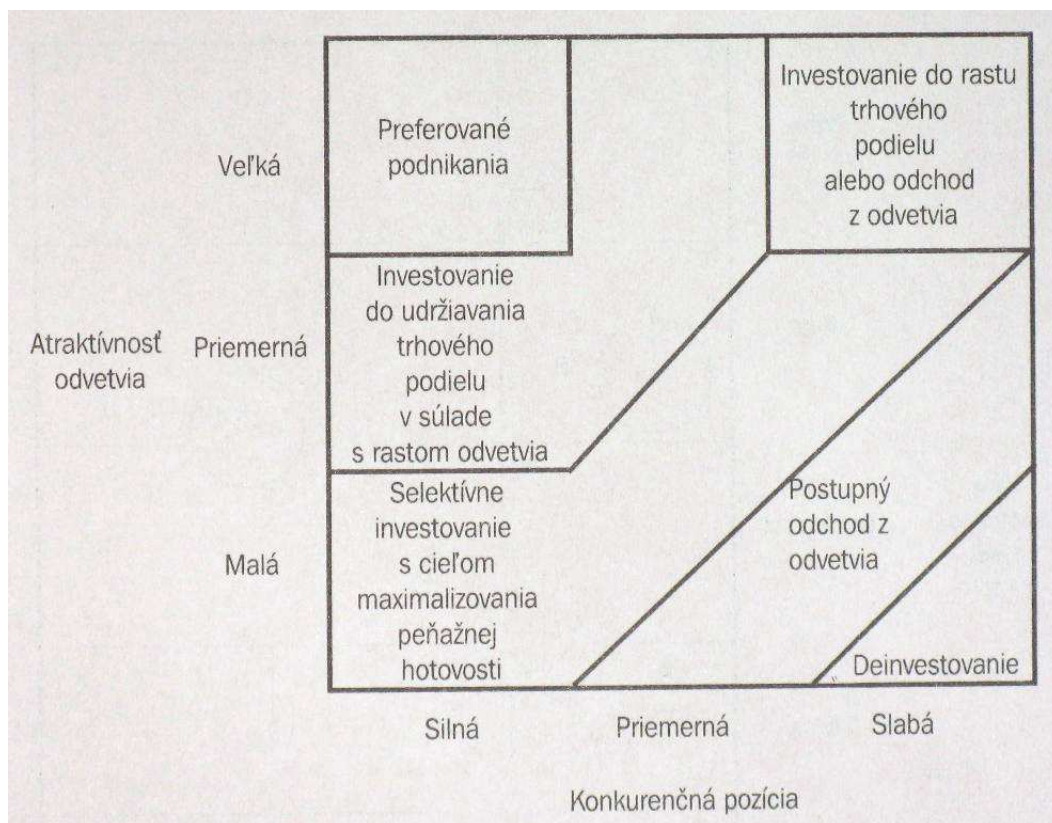 Preferované
podnikania
Investovanie do rastu
trhového
podielu
alebo odchod
z odvetvia
Veľká
Investovanie
do udržiavania
trhového
podielu
v súlade
s rastom odvetvia
Atraktívnosť
odvetvia
Priemerná
Selektívne
investovanie
s cieľom
maximalizovania
peňažnej
hotovosti
Postupný
odchod z
odvetvia
Malá
Deinvestovanie
Silná
Priemerná
Slabá
Konkurenčná pozícia